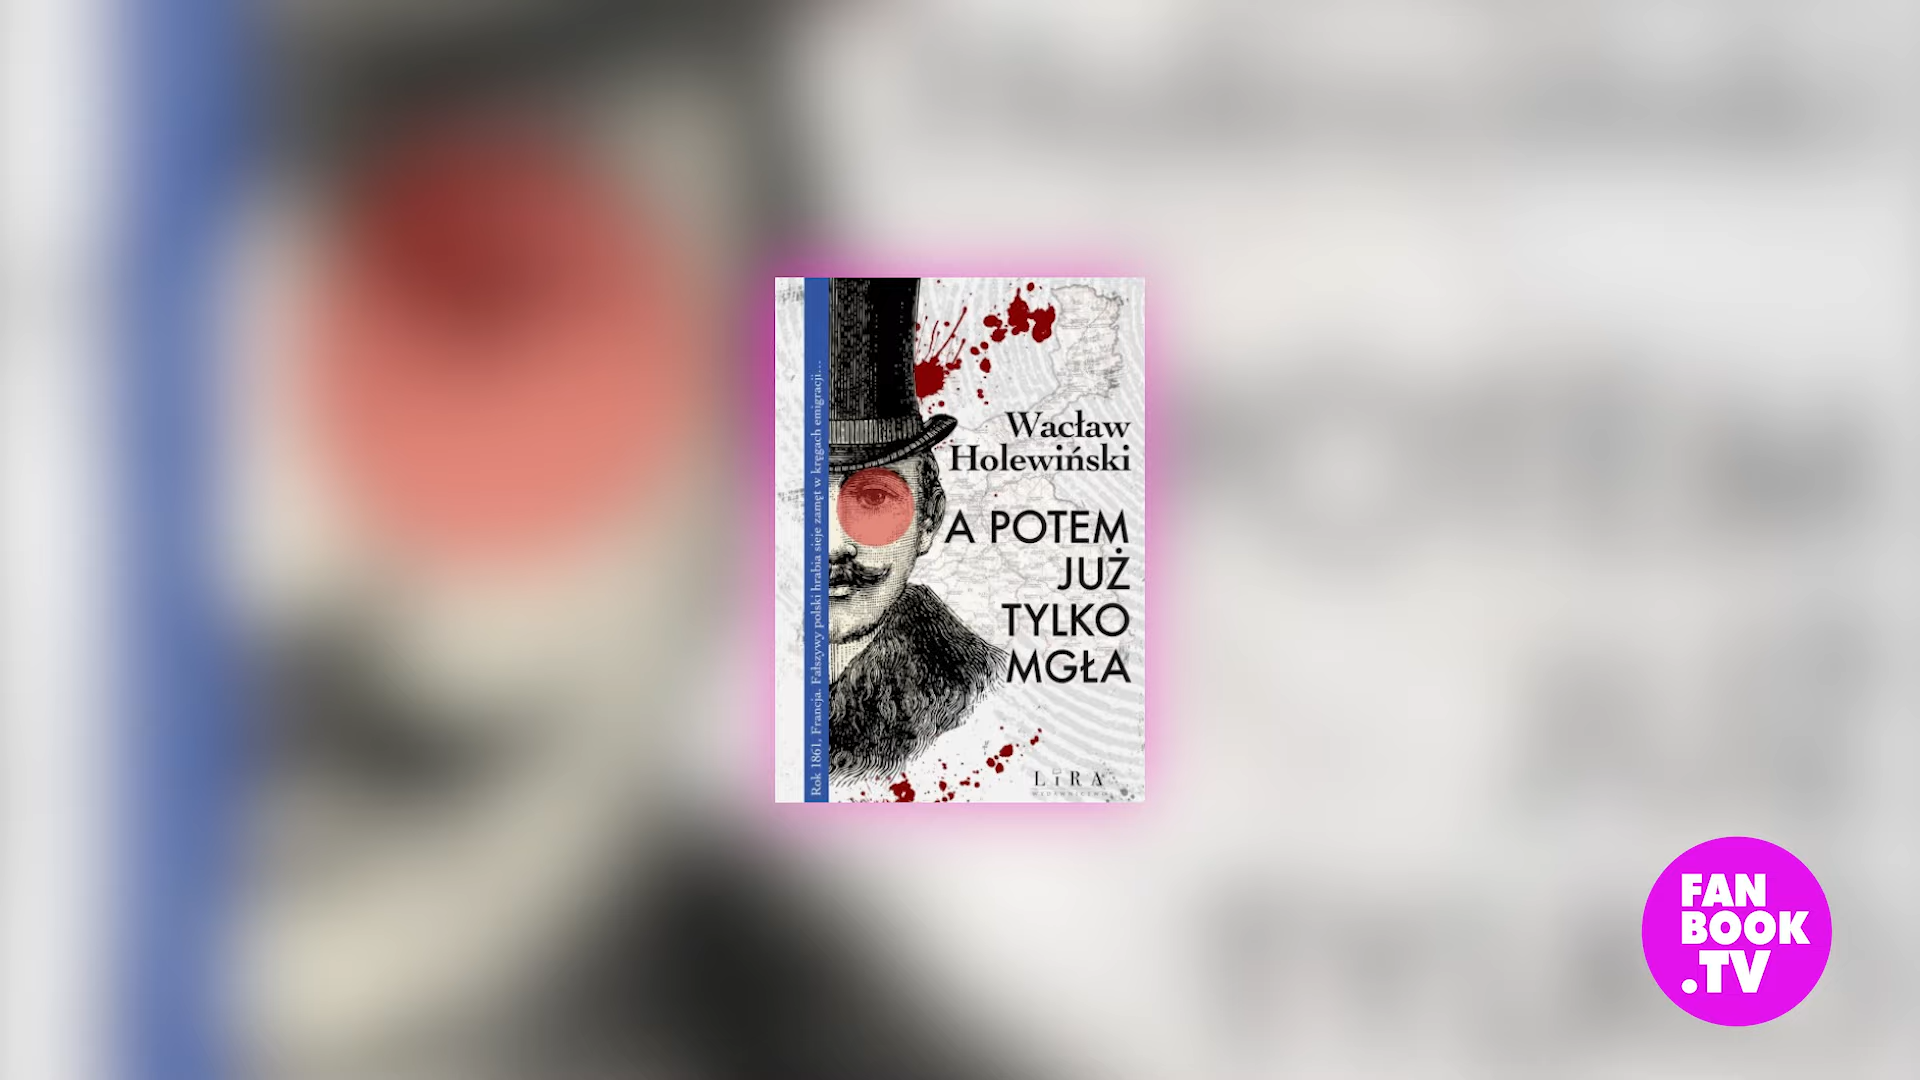 Rok 1861, Francja. Fałszywy polski hrabia sieje zamęt w kręgach emigracji...
Wacław
Holewiński
A POTEM
JUŻ
TYLKO
MGŁA
LIRA
WYDAWNICTWO
FAN
BOOK
.TV